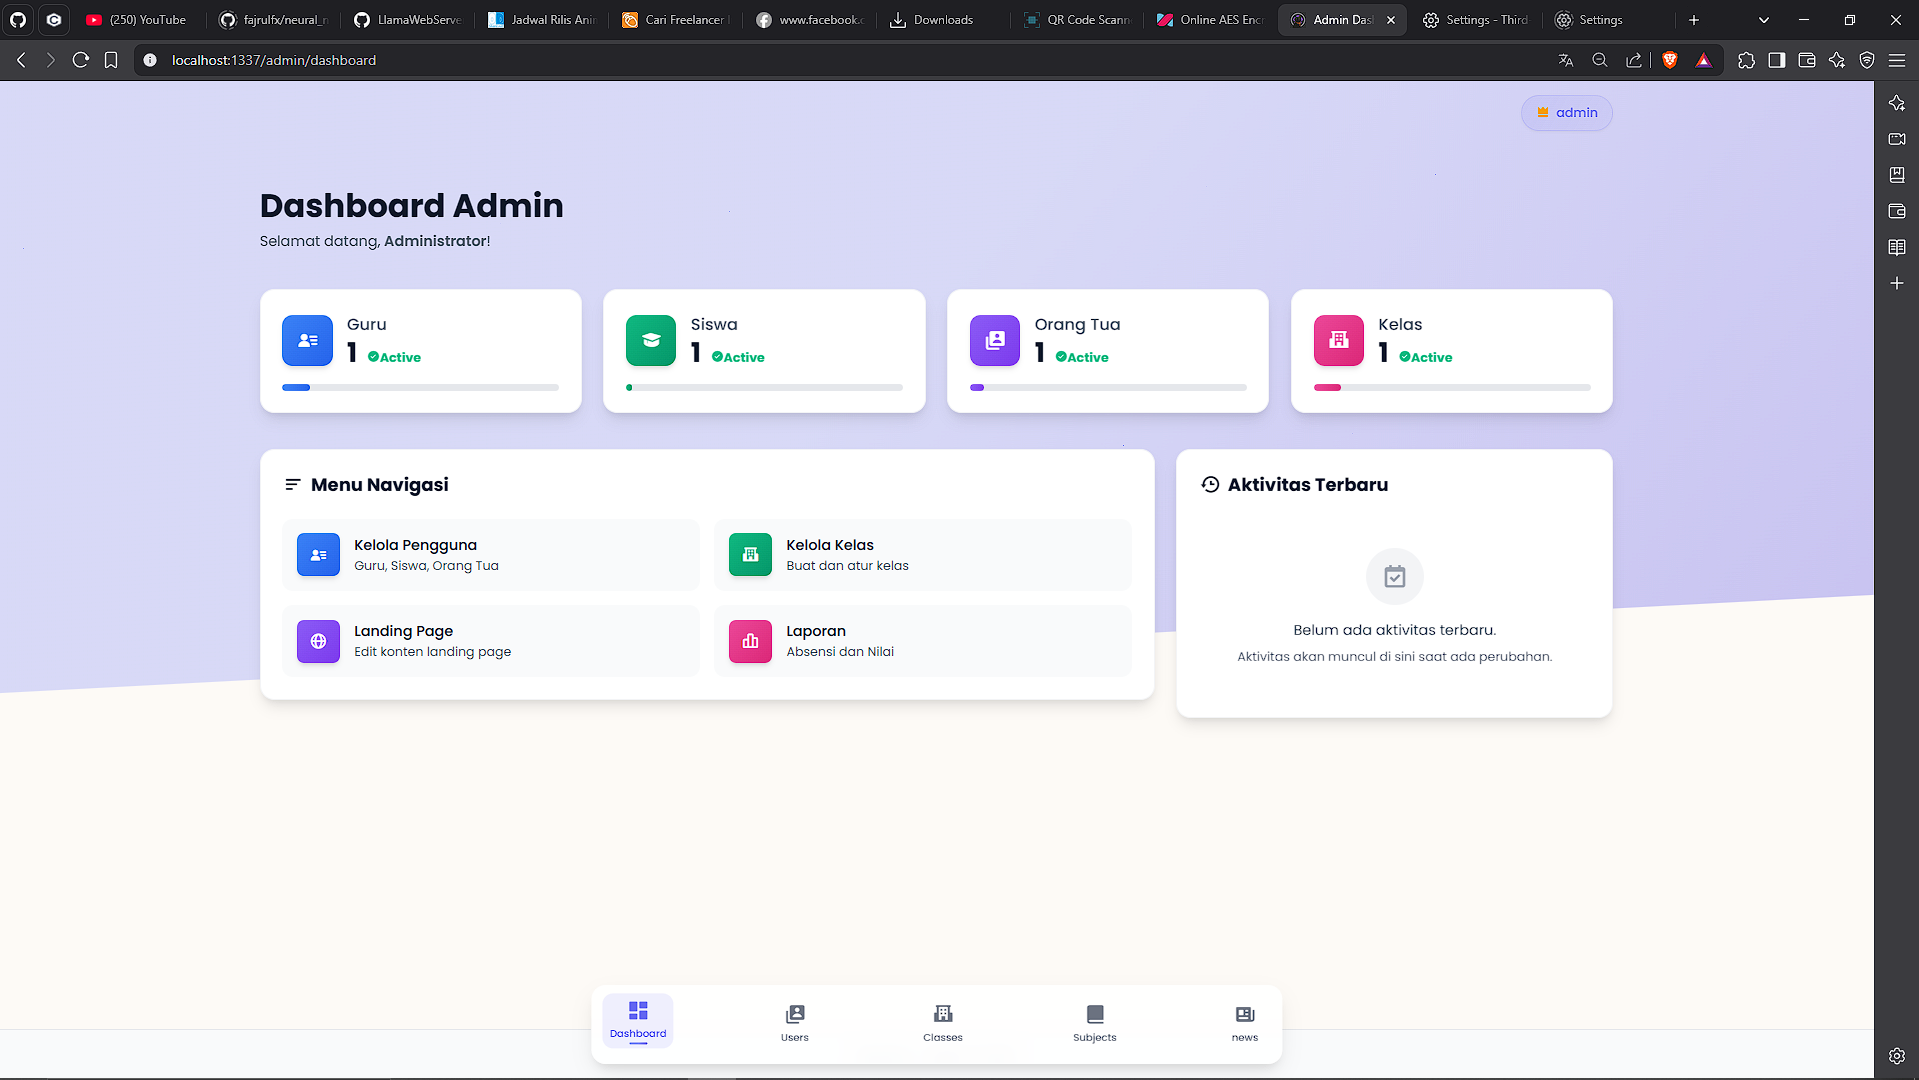 (250) YouTube
fajrulfx/neural_n
LlamaWebServe
Jadwal Rilis Anin
Cari Freelancer
www.facebook.c
Downloads
QR Code Scann
Online AES Encr
Admin Das
Settings - Third
Settings
localhost:1337/admin/dashboard
admin
Dashboard Admin
Selamat datang, Administrator!
Guru
1 Active
Siswa
1 Active
Orang Tua
1 Active
Kelas
1 Active
Menu Navigasi
Kelola Pengguna
Guru, Siswa, Orang Tua
Kelola Kelas
Buat dan atur kelas
Landing Page
Edit konten landing page
Laporan
Absensi dan Nilai
Aktivitas Terbaru
Belum ada aktivitas terbaru.
Aktivitas akan muncul di sini saat ada perubahan.
Dashboard
Users
Classes
Subjects
news